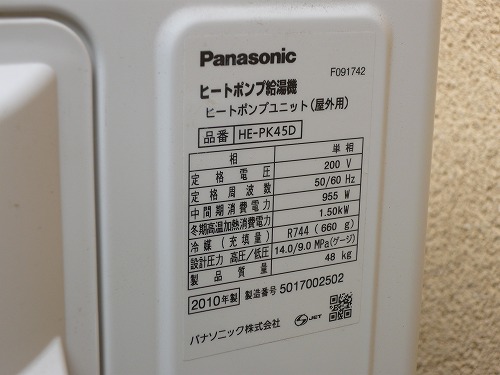 Panasonic
F091742
ヒートポンプ給湯機
ヒートポンプユニット(屋外用)
品番 HE-PK45D
相 単相
定格電圧 200 V
定格周波数 50/60 Hz
中間期消費電力 955 W
冬期高温加熱消費電力 1.50kW
冷媒(充填量) R744 (660 g)
設計圧力 高圧/低圧 14.0/9.0 MPa(ゲージ)
製品質量 48 kg
2010年製 製造番号 5017002502
パナソニック株式会社 JET